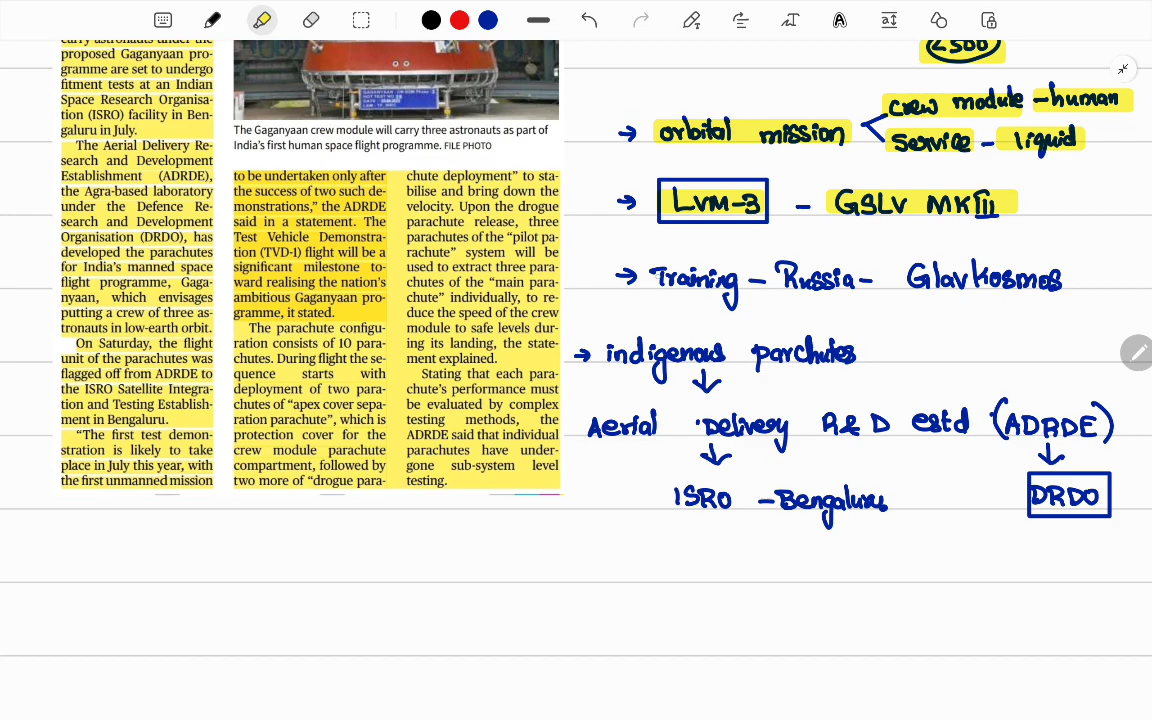 carry astronauts under the
proposed Gaganyaan pro-
gramme are set to undergo
fitment tests at an Indian
Space Research Organisa-
tion (ISRO) facility in Ben-
galuru in July.
The Aerial Delivery Re-
search and Development
Establishment (ADRDE),
the Agra-based laboratory
under the Defence Re-
search and Development
Organisation (DRDO), has
developed the parachutes
for India's manned space
flight programme, Gaga-
nyaan, which envisages
putting a crew of three as-
tronauts in low-earth orbit.
On Saturday, the flight
unit of the parachutes was
flagged off from ADRDE to
the ISRO Satellite Integra-
tion and Testing Establish-
ment in Bengaluru.
"The first test demon-
stration is likely to take
place in July this year, with
the first unmanned mission
The Gaganyaan crew module will carry three astronauts as part of
India's first human space flight programme. FILE PHOTO
to be undertaken only after
the success of two such de-
monstrations," the ADRDE
said in a statement. The
Test Vehicle Demonstra-
tion (TVD-1) flight will be a
significant milestone to-
ward realising the nation's
ambitious Gaganyaan pro-
gramme, it stated.
The parachute configu-
ration consists of 10 para-
chutes. During flight the se-
quence starts with
deployment of two para-
chutes of "apex cover sepa-
ration parachute", which is
protection cover for the
crew module parachute
compartment, followed by
two more of "drogue para-
chute deployment" to sta-
bilise and bring down the
velocity. Upon the drogue
parachute release, three
parachutes of the "pilot pa-
rachute" system will be
used to extract three para-
chutes of the "main para-
chute" individually, to re-
duce the speed of the crew
module to safe levels dur-
ing its landing, the state-
ment explained.
Stating that each para-
chute's performance must
be evaluated by complex
testing methods, the
ADRDE said that individual
parachutes have under-
gone sub-system level
testing.
→ orbital mission
crew module - human
Service - liquid
→ LVM-3 - GSLV MK III
→ Training - Russia - Glavkosmos
→ indigenous parchutes
Aerial Delivery R&D estd (ADRDE)
ISRO - Bengaluru
DRDO